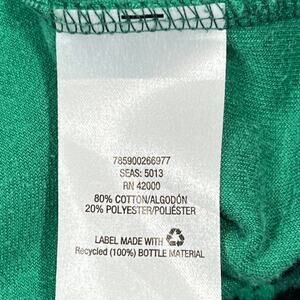 785900266977
SEAS: 5013
RN 42000
80% COTTON/ALGODÓN
20% POLYESTER/POLIÉSTER
LABEL MADE WITH
Recycled (100%) BOTTLE MATERIAL